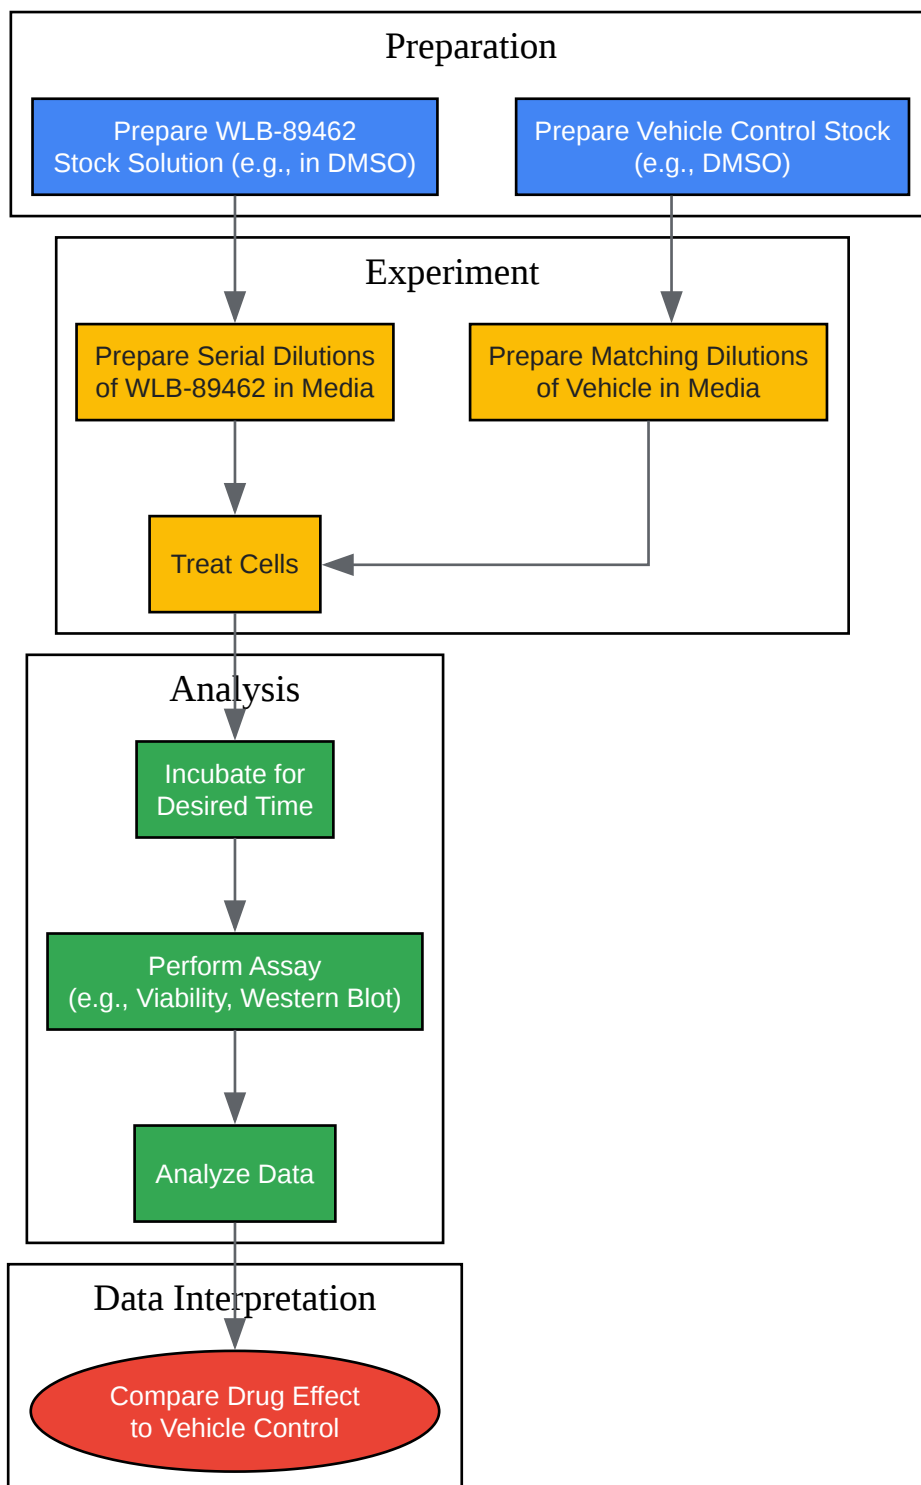 Preparation
Prepare WLB-89462
Stock Solution (e.g., in DMSO)
Prepare Vehicle Control Stock
(e.g., DMSO)
Experiment
Prepare Serial Dilutions
of WLB-89462 in Media
Prepare Matching Dilutions
of Vehicle in Media
Treat Cells
Analysis
Incubate for
Desired Time
Perform Assay
(e.g., Viability, Western Blot)
Analyze Data
Data Interpretation
Compare Drug Effect
to Vehicle Control